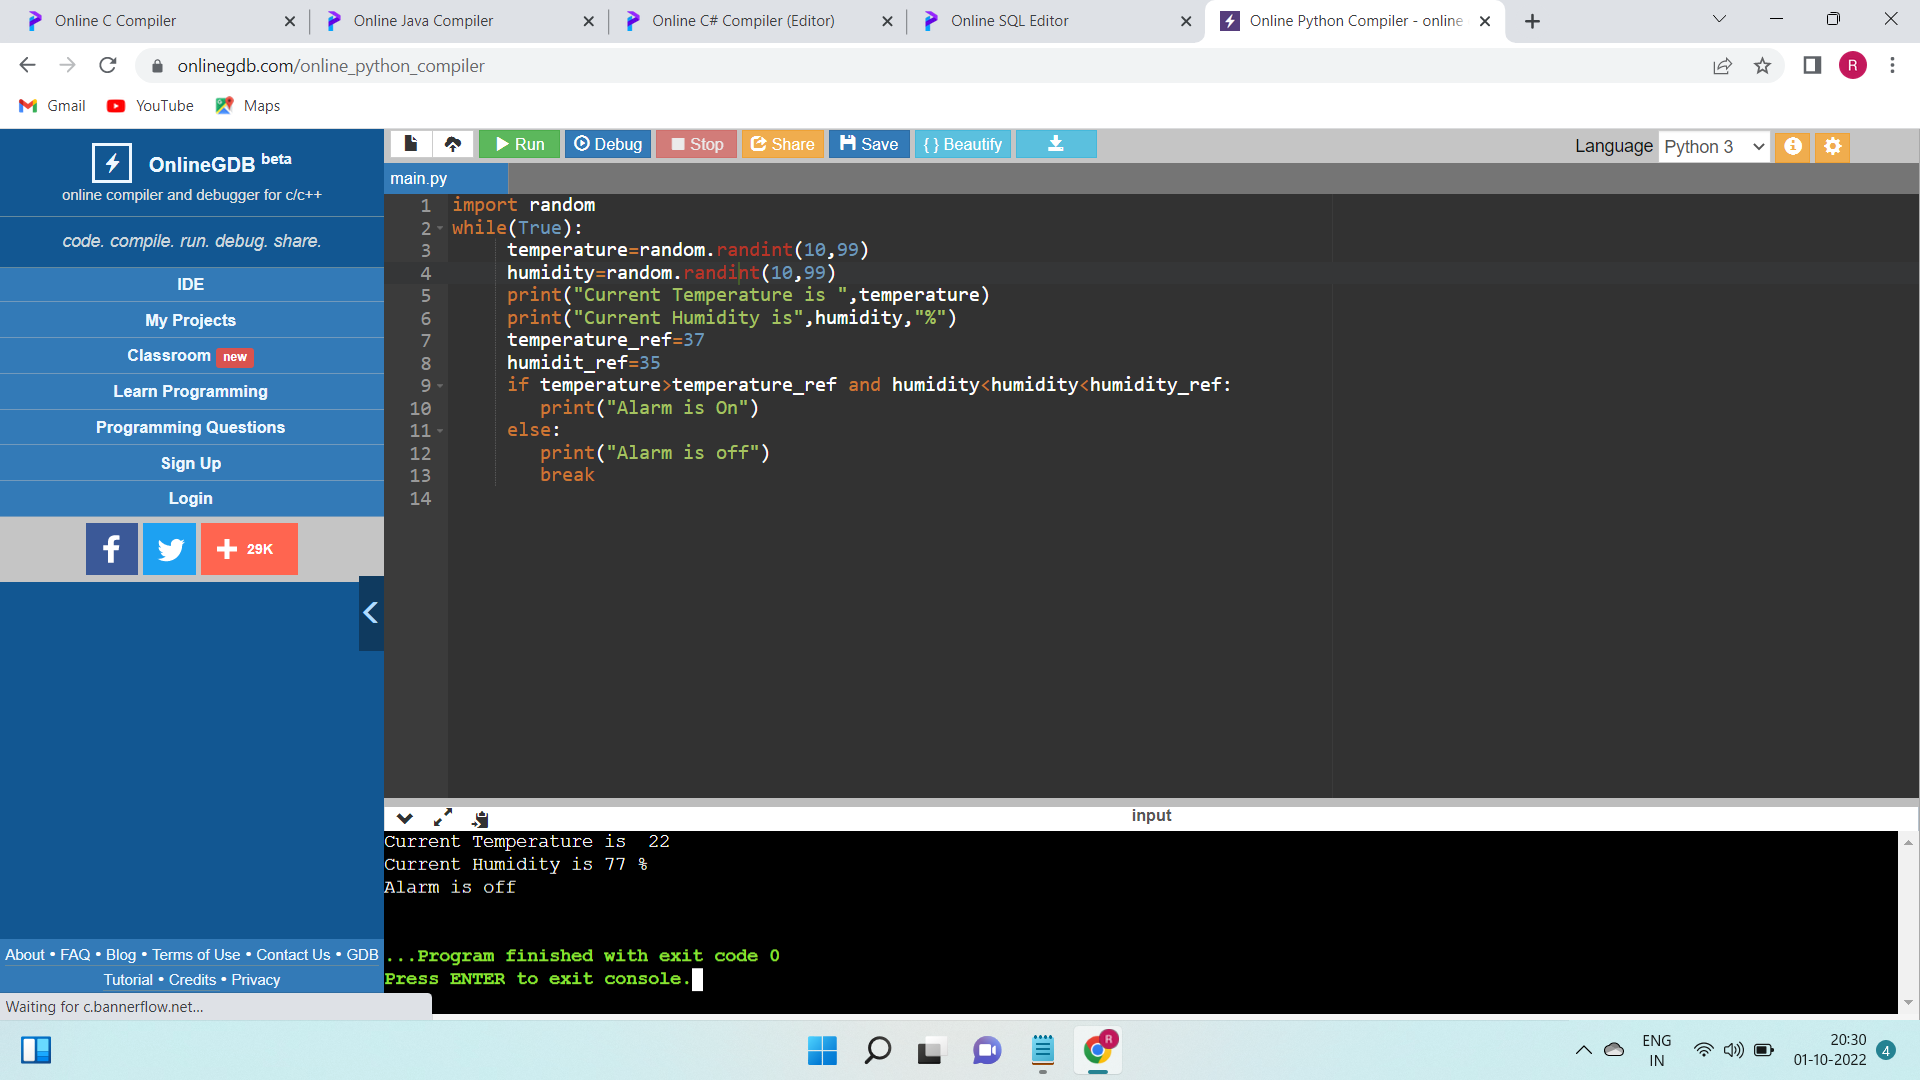 Online C Compiler
Online Java Compiler
Online C# Compiler (Editor)
Online SQL Editor
Online Python Compiler - online
onlinegdb.com/online_python_compiler
R
Gmail
YouTube
Maps
OnlineGDB beta
online compiler and debugger for c/c++
code. compile. run. debug. share.
IDE
My Projects
Classroom new
Learn Programming
Programming Questions
Sign Up
Login
f
29K
About • FAQ • Blog • Terms of Use • Contact Us • GDB
Tutorial • Credits • Privacy
Waiting for c.bannerflow.net...
Run
Debug
Stop
Share
Save
{ } Beautify
Language
Python 3
main.py
1 import random
2 while(True):
3 temperature=random.randint(10,99)
4 humidity=random.randint(10,99)
5 print("Current Temperature is ",temperature)
6 print("Current Humidity is",humidity,"%")
7 temperature_ref=37
8 humidit_ref=35
9 if temperature>temperature_ref and humidity<humidity<humidity_ref:
10 print("Alarm is On")
11 else:
12 print("Alarm is off")
13 break
14
input
Current Temperature is  22
Current Humidity is 77 %
Alarm is off
...Program finished with exit code 0
Press ENTER to exit console.
R
ENG
IN
20:30
01-10-2022
4